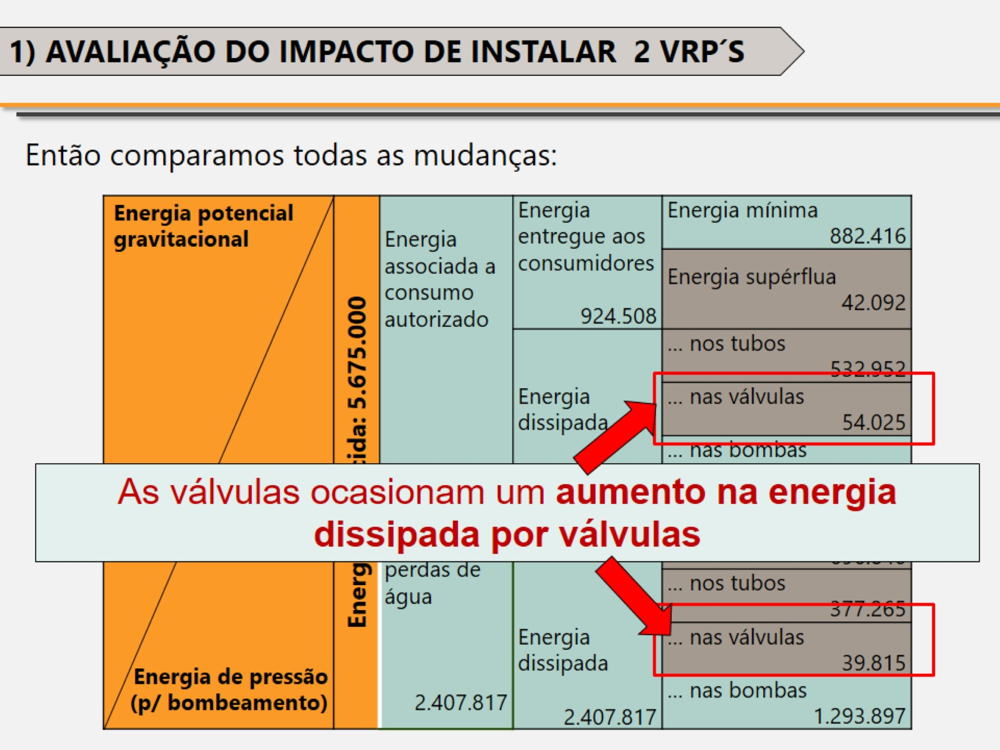 1) AVALIAÇÃO DO IMPACTO DE INSTALAR 2 VRP´S
Então comparamos todas as mudanças:
Energia potencial
gravitacional
Energia de pressão
(p/ bombeamento)
cida: 5.675.000
Energ
Energia
associada a
consumo
autorizado
perdas de
água
2.407.817
Energia
entregue aos
consumidores
924.508
Energia
dissipada
Energia
dissipada
2.407.817
Energia mínima
882.416
Energia supérflua
42.092
... nos tubos
532.952
... nas válvulas
54.025
... nas bombas
As válvulas ocasionam um aumento na energia
dissipada por válvulas
... nos tubos
377.265
... nas válvulas
39.815
... nas bombas
1.293.897